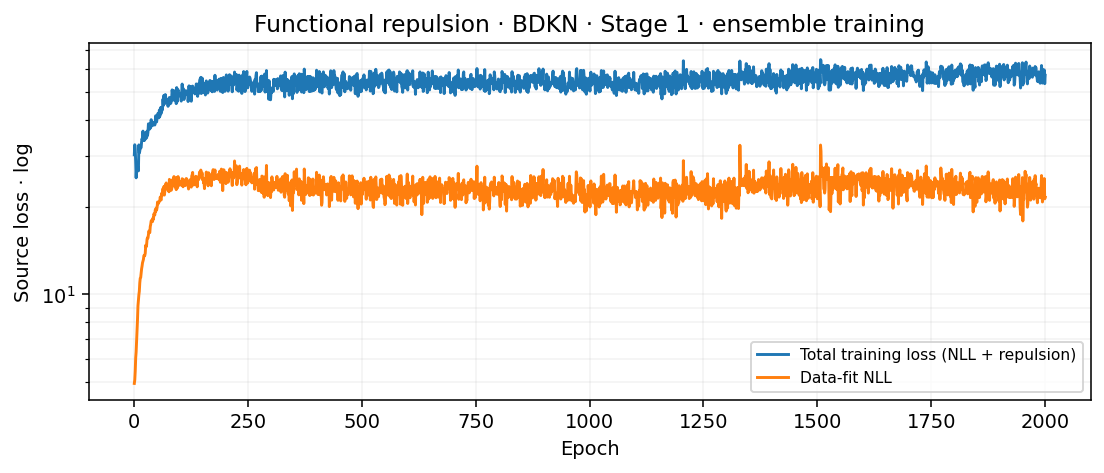 Functional repulsion · BDKN · Stage 1 · ensemble training
Source loss · log
10¹
Total training loss (NLL + repulsion)
Data-fit NLL
0 250 500 750 1000 1250 1500 1750 2000
Epoch